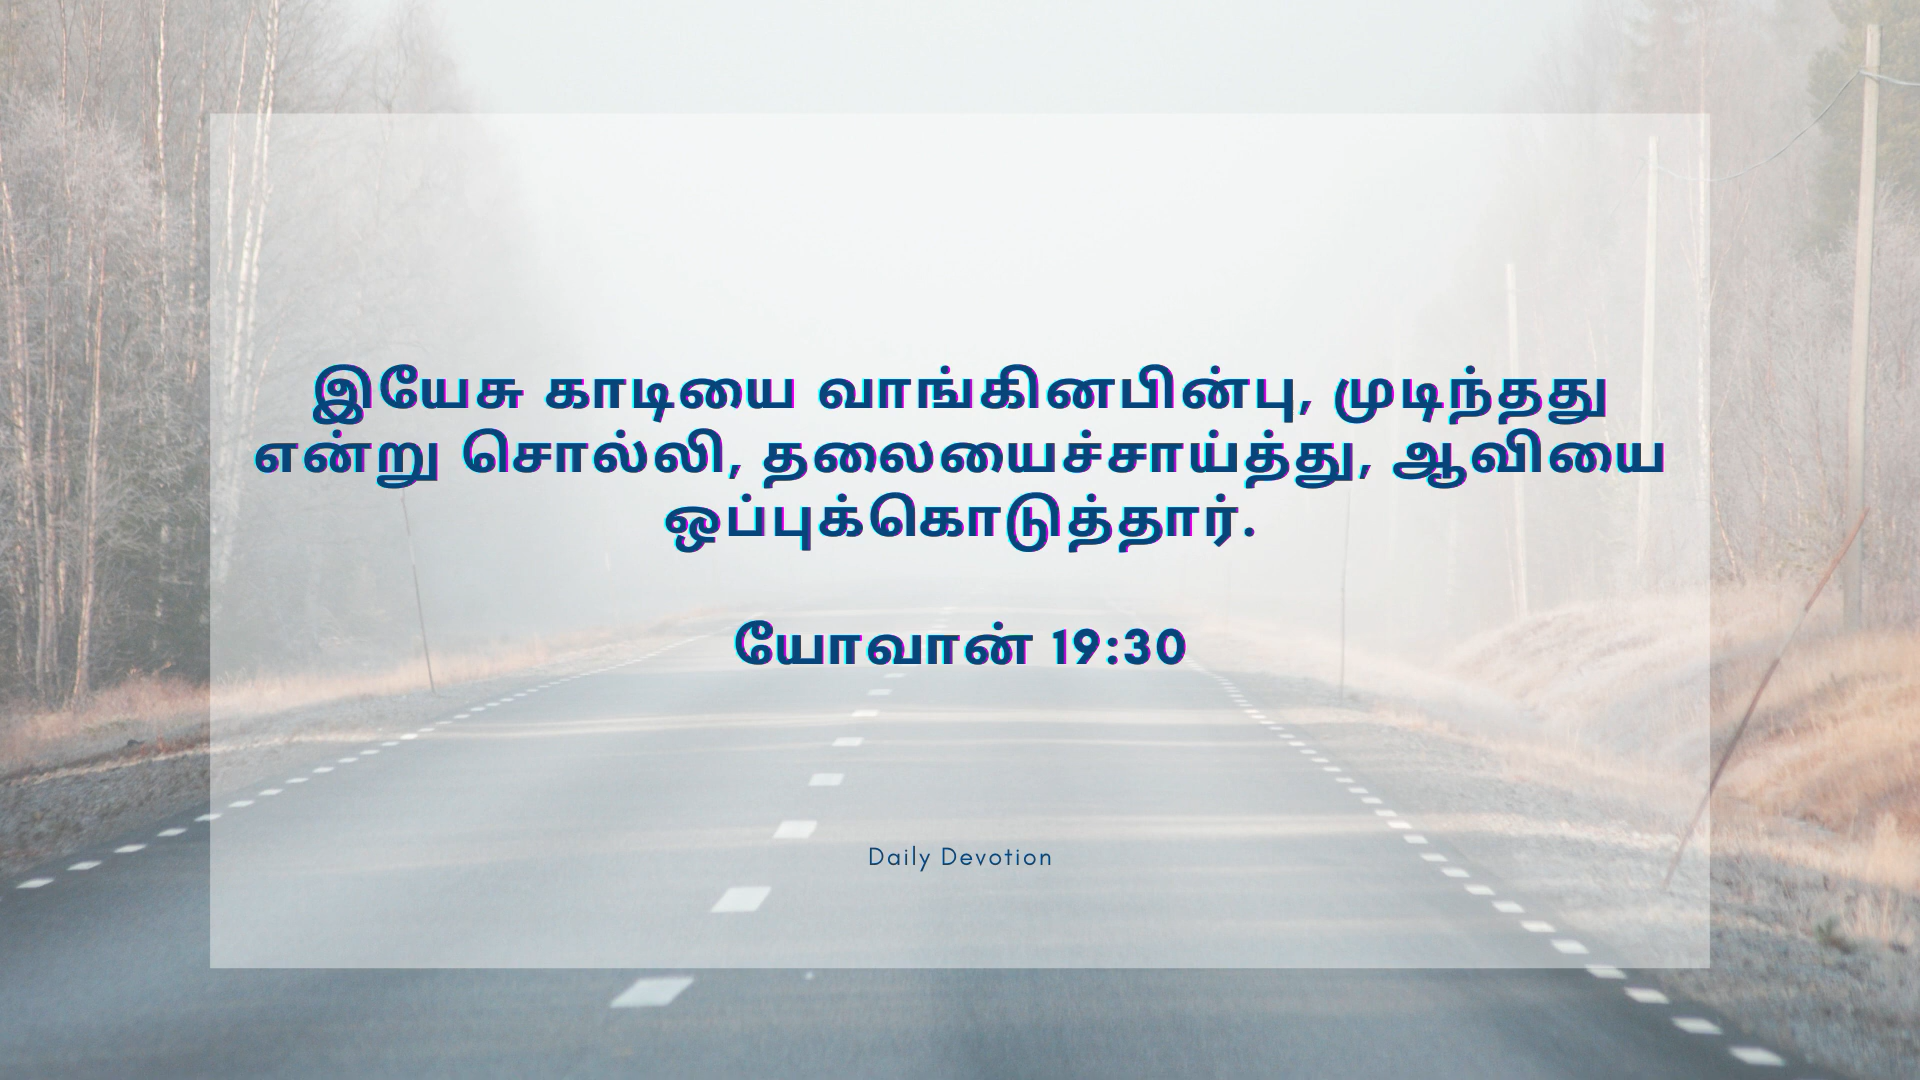 இயேசு காடியை வாங்கினபின்பு, முடிந்தது
என்று சொல்லி, தலையைச்சாய்த்து, ஆவியை
ஒப்புக்கொடுத்தார்.
யோவான் 19:30
Daily Devotion